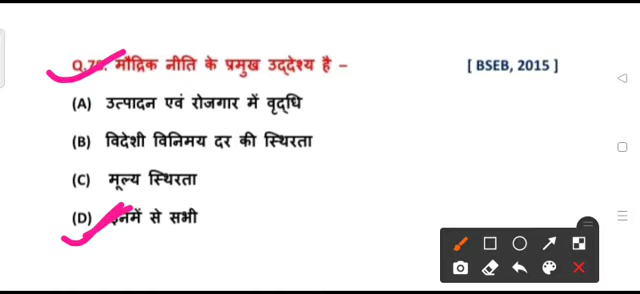 Q.7 मौद्रिक नीति के प्रमुख उद्देश्य है – [ BSEB, 2015 ]
(A) उत्पादन एवं रोजगार में वृद्धि
(B) विदेशी विनिमय दर की स्थिरता
(C) मूल्य स्थिरता
(D) इनमें से सभी